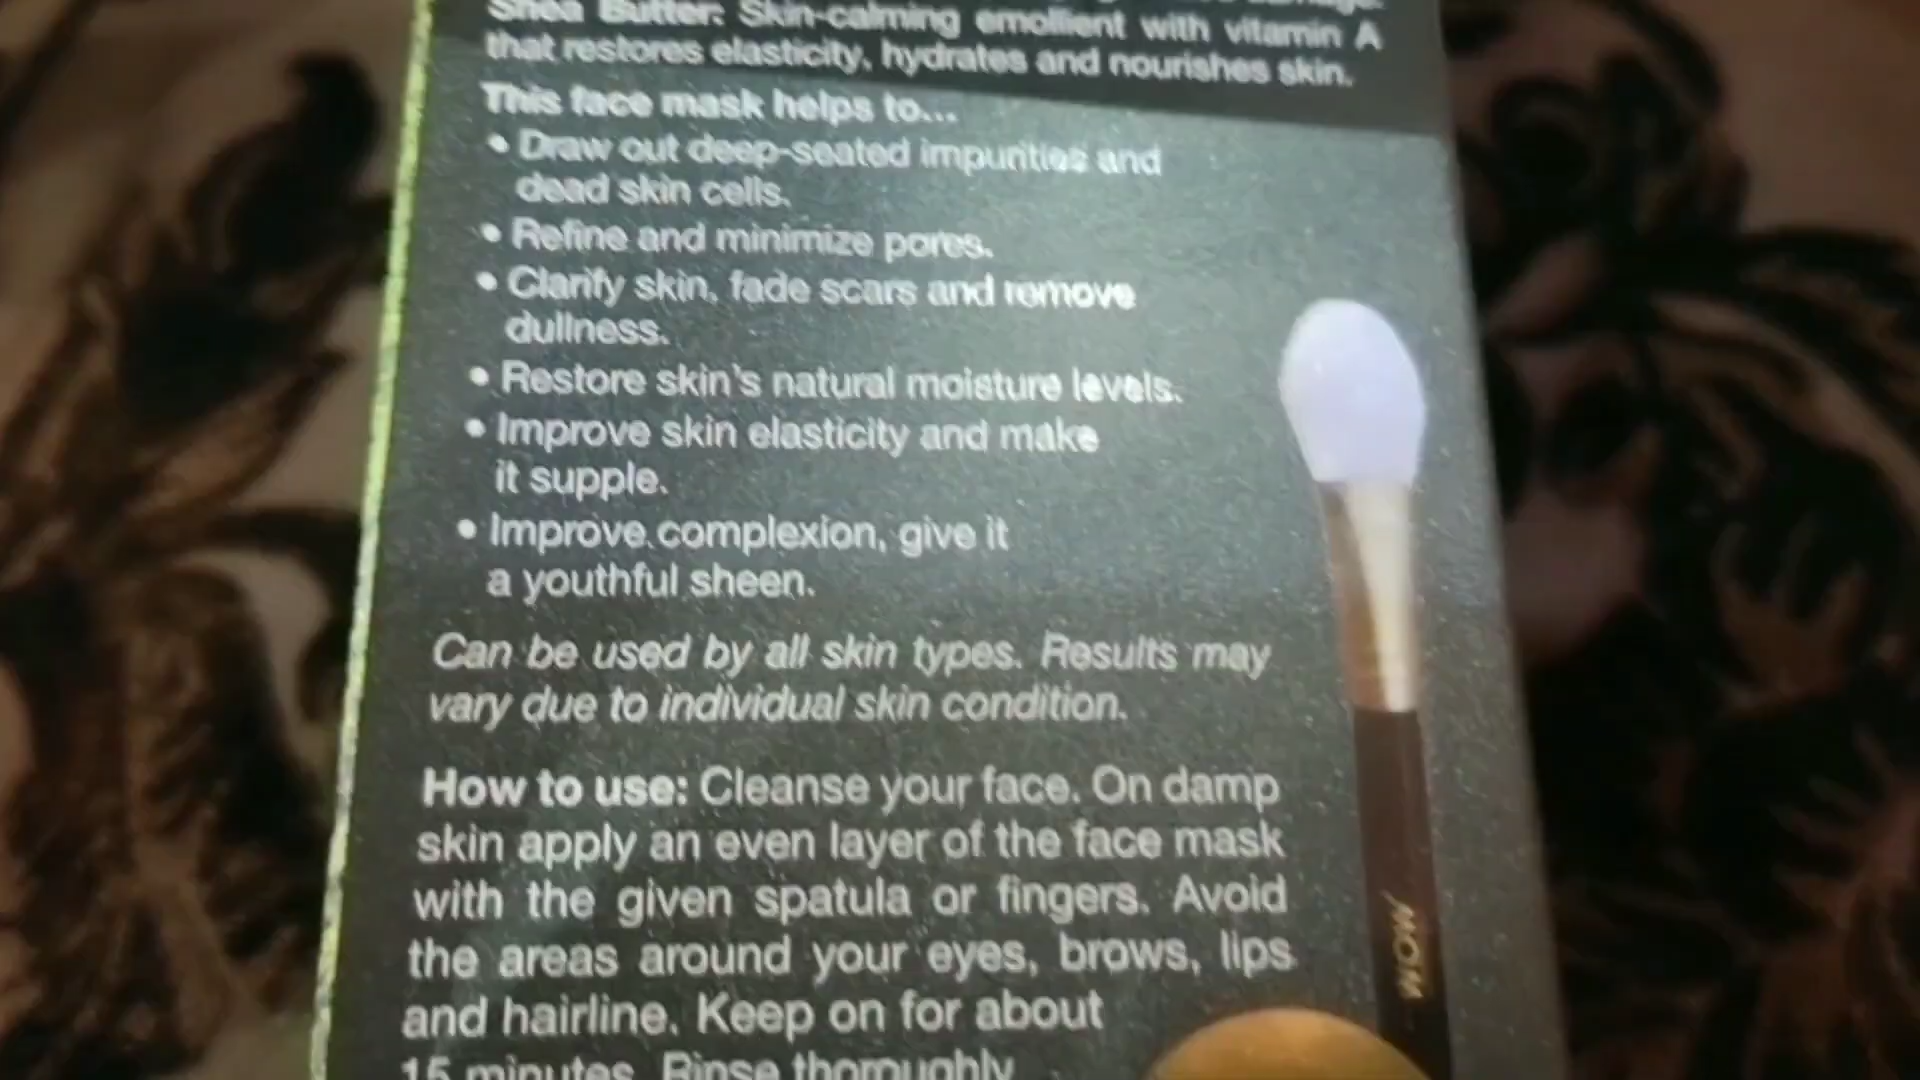 Shea Butter: Skin-calming emollient with vitamin A
that restores elasticity, hydrates and nourishes skin.
This face mask helps to...
• Draw out deep-seated impurities and
dead skin cells.
• Refine and minimize pores.
• Clarify skin, fade scars and remove
dullness.
• Restore skin's natural moisture levels.
• Improve skin elasticity and make
it supple.
• Improve complexion, give it
a youthful sheen.
Can be used by all skin types. Results may
vary due to individual skin condition.
How to use: Cleanse your face. On damp
skin apply an even layer of the face mask
with the given spatula or fingers. Avoid
the areas around your eyes, brows, lips
and hairline. Keep on for about
15 minutes. Rinse thoroughly
WOW